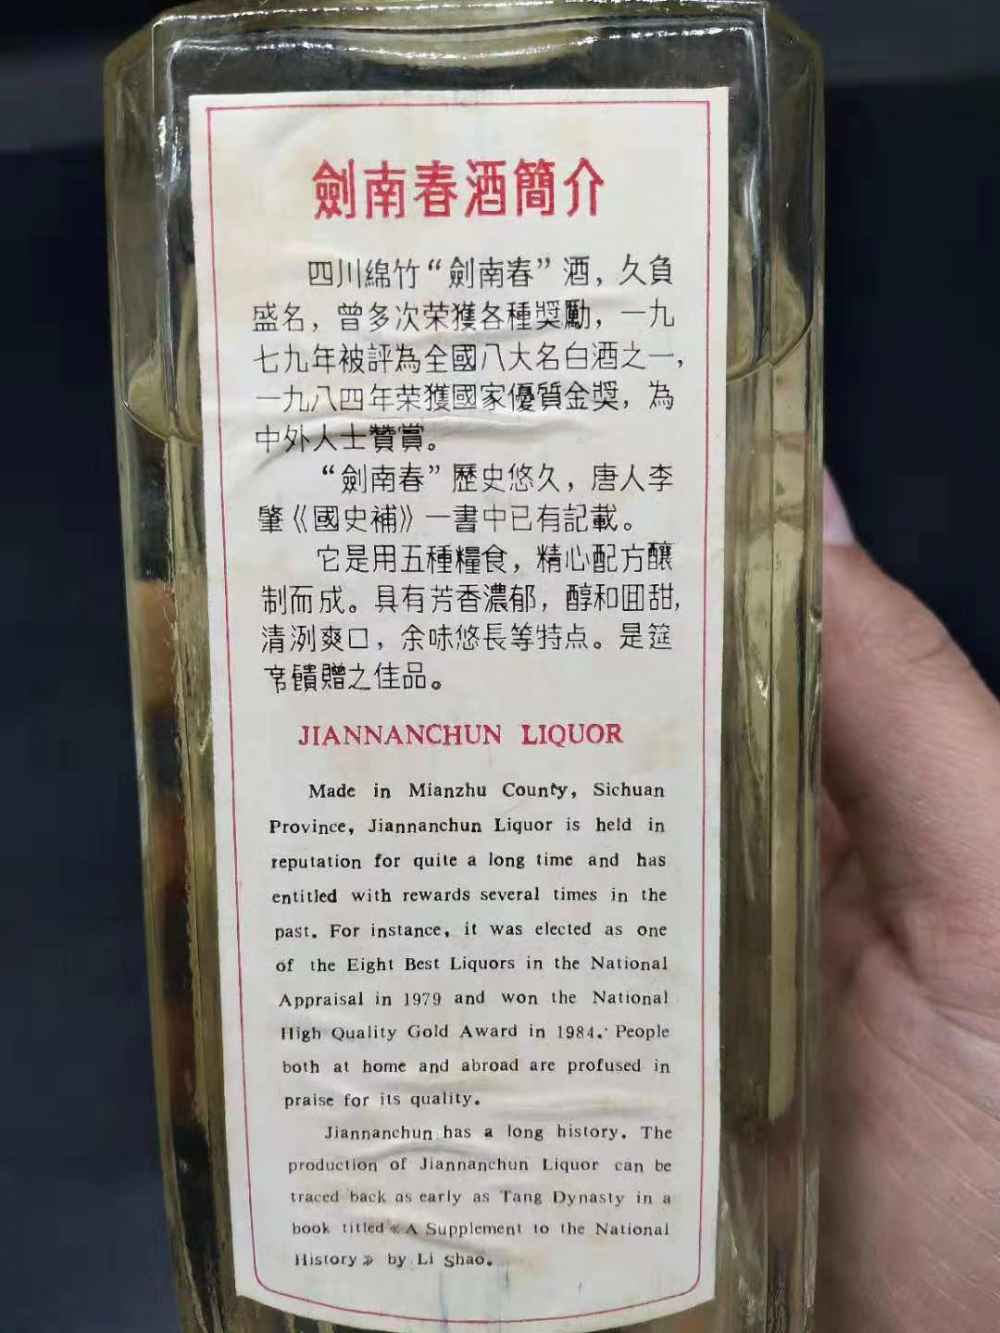 劍南春酒簡介
四川綿竹“劍南春”酒，久負
盛名，曾多次荣獲各種獎勵，一九
七九年被評為全國八大名白酒之一，
一九八四年荣獲國家優質金獎，為
中外人士贊賞。
“劍南春”歷史悠久，唐人李
肇《國史補》一書中已有記載。
它是用五種糧食，精心配方釀
制而成。具有芳香濃郁，醇和回甜，
清洌爽口，余味悠長等特点。是筵
席饋贈之佳品。
JIANNANCHUN LIQUOR
Made in Mianzhu County, Sichuan
Province, Jiannanchun Liquor is held in
reputation for quite a long time and has
entitled with rewards several times in the
past. For instance, it was elected as one
of the Eight Best Liquors in the National
Appraisal in 1979 and won the National
High Quality Gold Award in 1984. People
both at home and abroad are profused in
praise for its quality.
Jiannanchun has a long history. The
production of Jiannanchun Liquor can be
traced back as early as Tang Dynasty in a
book titled《A Supplement to the National
History》 by Li Shao.